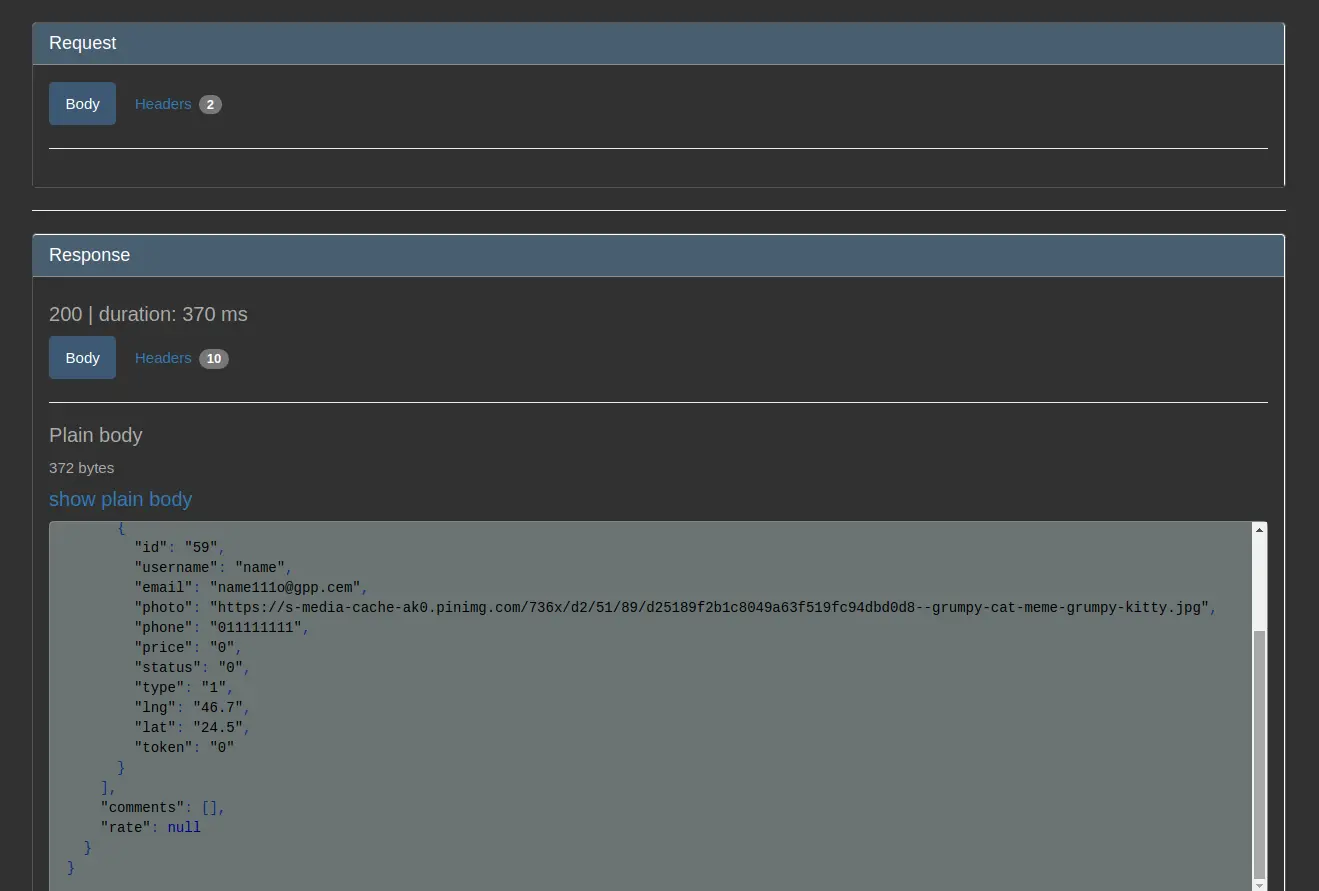 Request
Body Headers 2
Response
200 | duration: 370 ms
Body Headers 10
Plain body
372 bytes
show plain body
{
"id": "59",
"username": "name",
"email": "name111o@gpp.cem",
"photo": "https://s-media-cache-ak0.pinimg.com/736x/d2/51/89/d25189f2b1c8049a63f519fc94dbd0d8--grumpy-cat-meme-grumpy-kitty.jpg",
"phone": "011111111",
"price": "0",
"status": "0",
"type": "1",
"lng": "46.7",
"lat": "24.5",
"token": "0"
}
],
"comments": [],
"rate": null
}
}